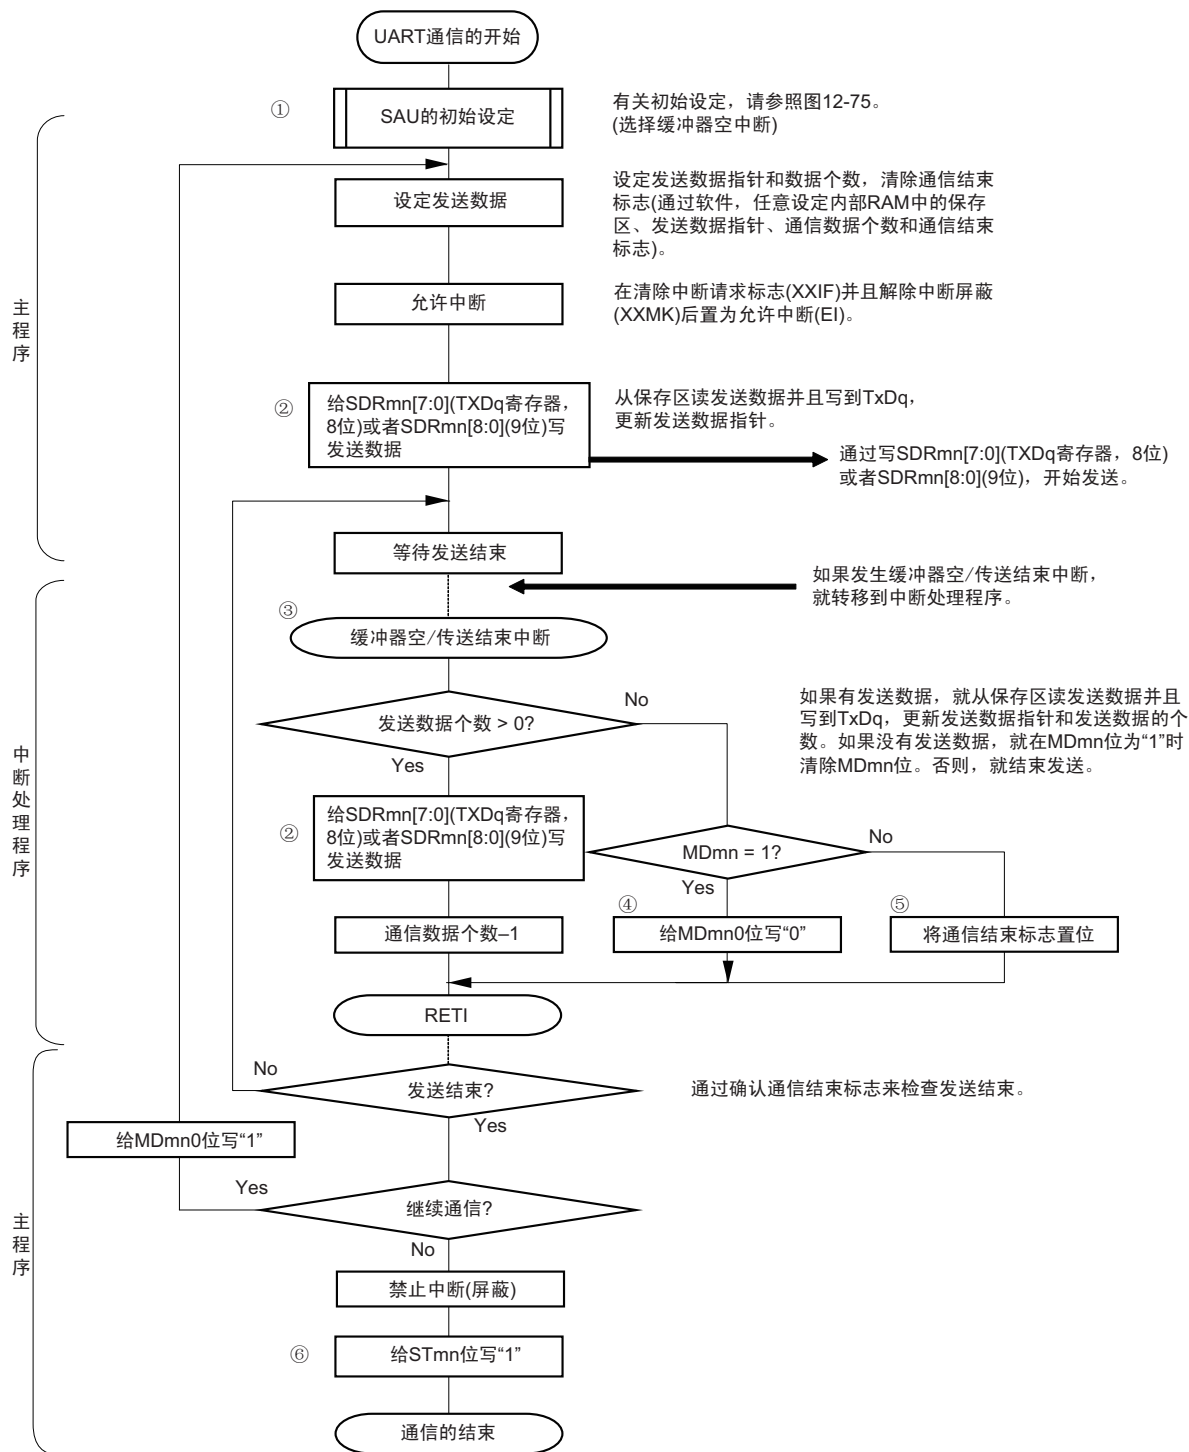 UART通信的开始
①
SAU的初始设定
有关初始设定，请参照图12-75。
(选择缓冲器空中断)
设定发送数据
设定发送数据指针和数据个数，清除通信结束
标志(通过软件，任意设定内部RAM中的保存
区、发送数据指针、通信数据个数和通信结束
标志)。
主程序
允许中断
在清除中断请求标志(XXIF)并且解除中断屏蔽
(XXMK)后置为允许中断(EI)。
②
给SDRmn[7:0](TXDq寄存器，
8位)或者SDRmn[8:0](9位)写
发送数据
从保存区读发送数据并且写到TxDq，
更新发送数据指针。
通过写SDRmn[7:0](TXDq寄存器，8位)
或者SDRmn[8:0](9位)，开始发送。
等待发送结束
如果发生缓冲器空/传送结束中断，
就转移到中断处理程序。
③
缓冲器空/传送结束中断
发送数据个数 > 0?
No
Yes
如果有发送数据，就从保存区读发送数据并且
写到TxDq，更新发送数据指针和发送数据的个
数。如果没有发送数据，就在MDmn位为“1”时
清除MDmn位。否则，就结束发送。
中断处理程序
②
给SDRmn[7:0](TXDq寄存器，
8位)或者SDRmn[8:0](9位)写
发送数据
MDmn = 1?
No
Yes
通信数据个数–1
④
给MDmn0位写“0”
⑤
将通信结束标志置位
RETI
No
发送结束?
通过确认通信结束标志来检查发送结束。
Yes
给MDmn0位写“1”
Yes
继续通信?
No
主程序
禁止中断(屏蔽)
⑥
给STmn位写“1”
通信的结束